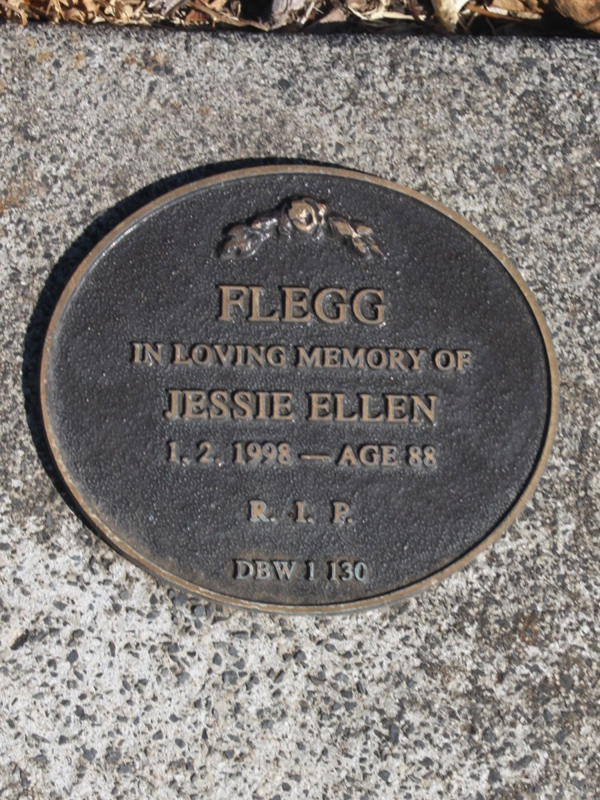 FLEGG
IN LOVING MEMORY OF
JESSIE ELLEN
1. 2. 1998 — AGE 88
R. I. P.
DBW 1 130